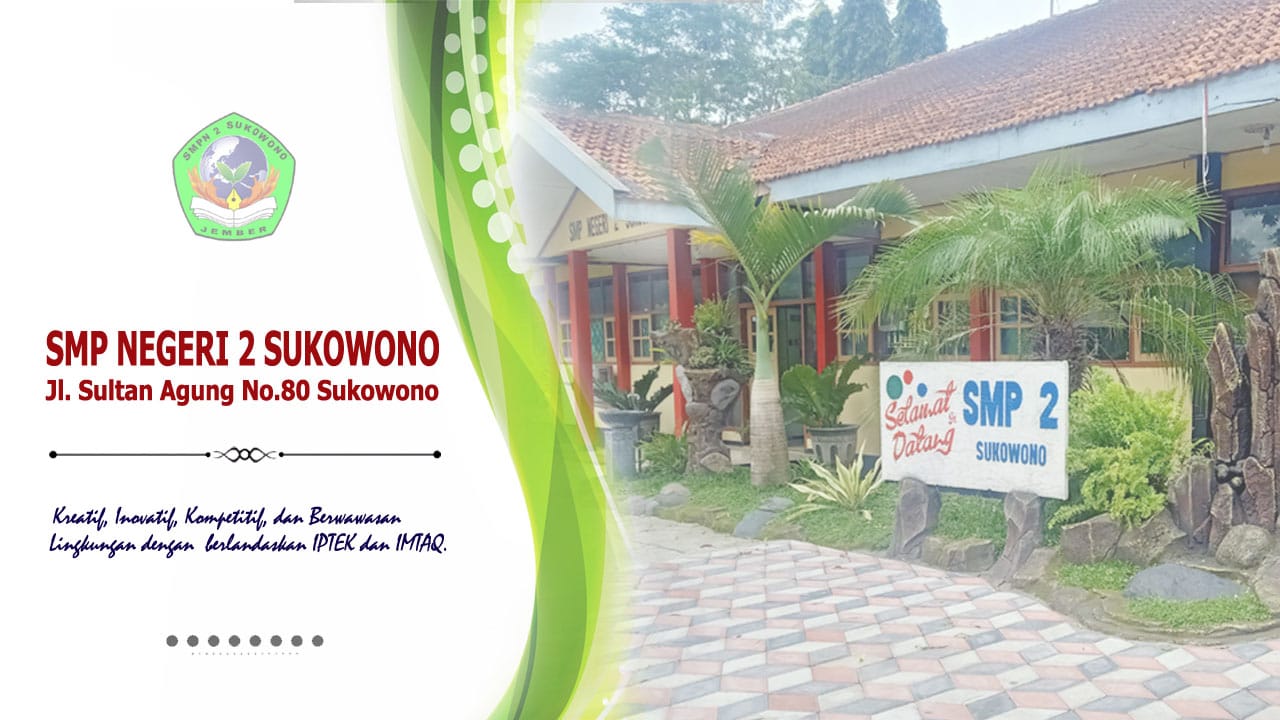 SMPN 2 SUKOWONO
JEMBER
SMP NEGERI 2 SUKOWONO
Jl. Sultan Agung No.80 Sukowono
Kreatif, Inovatif, Kompetitif, dan Berwawasan
Lingkungan dengan berlandaskan IPTEK dan IMTAQ.
SMP NEGERI 2
Selamat
Datang
SMP 2
SUKOWONO